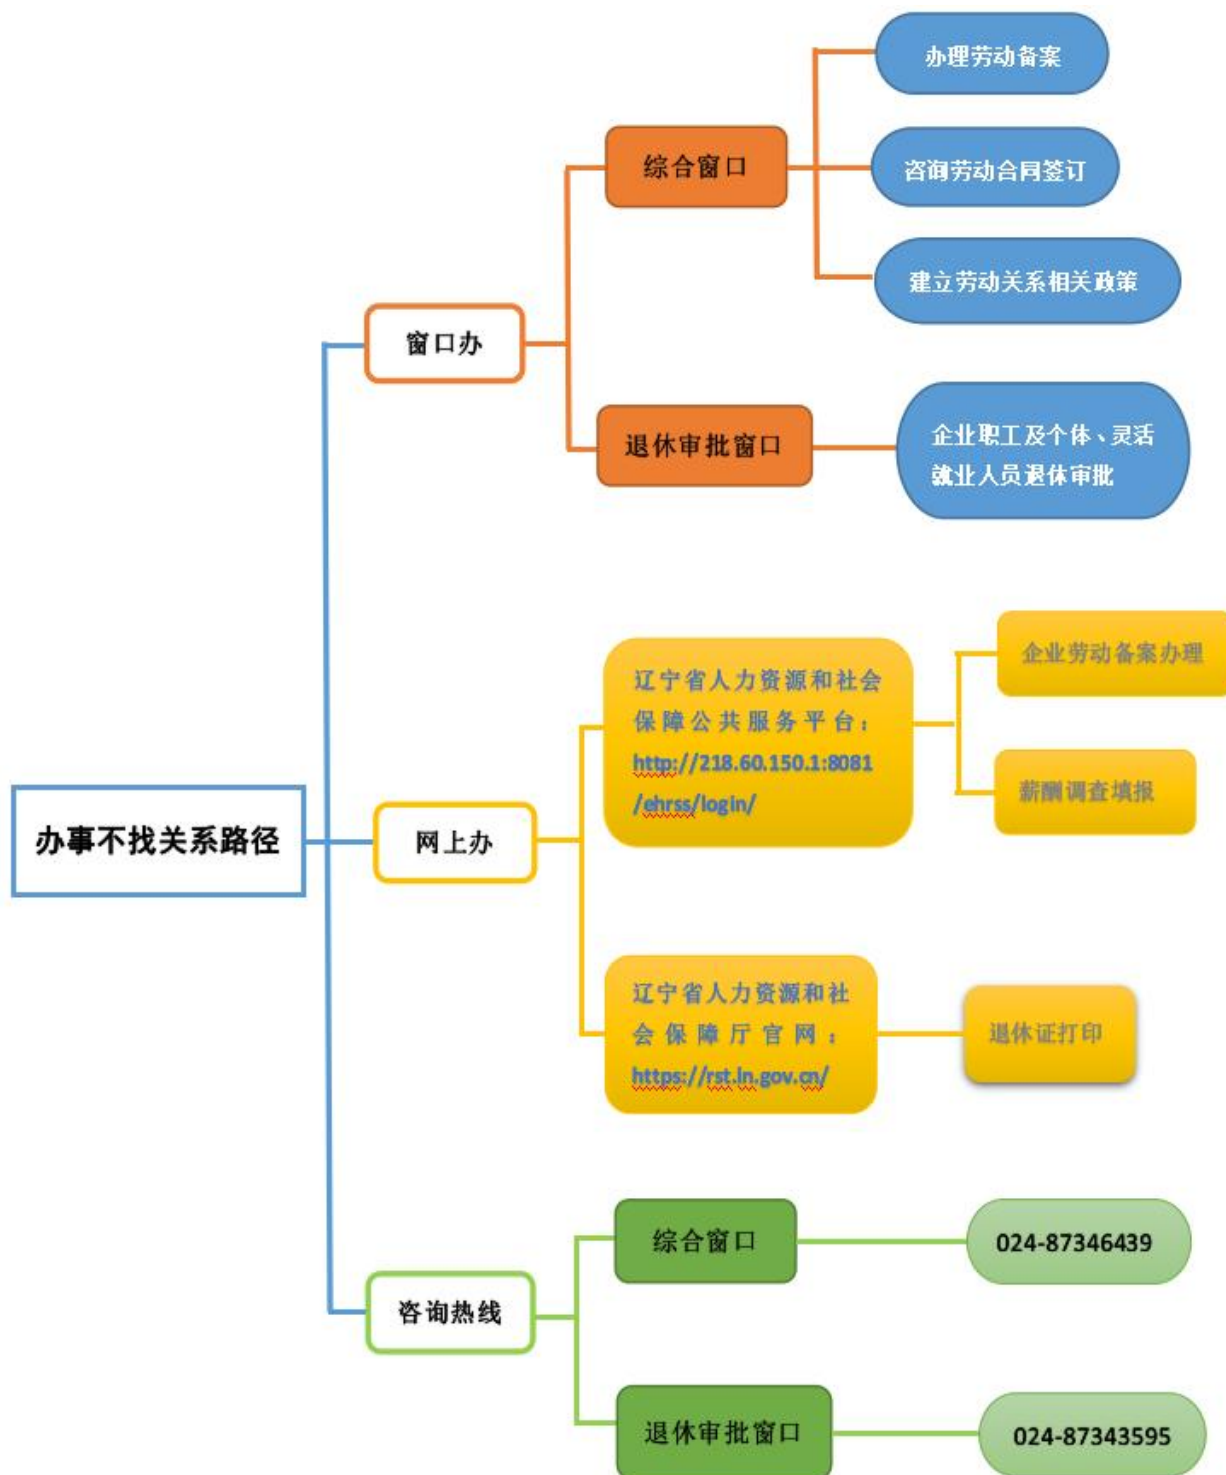 办理劳动备案
综合窗口
咨询劳动合同签订
建立劳动关系相关政策
窗口办
退休审批窗口
企业职工及个体、灵活
就业人员退休审批
辽宁省人力资源和社会
保障公共服务平台：
http://218.60.150.1:8081
/ehrss/login/
企业劳动备案办理
薪酬调查填报
办事不找关系路径
网上办
辽宁省人力资源和社
会保障厅官网：
https://rst.ln.gov.cn/
退休证打印
综合窗口
024-87346439
咨询热线
退休审批窗口
024-87343595